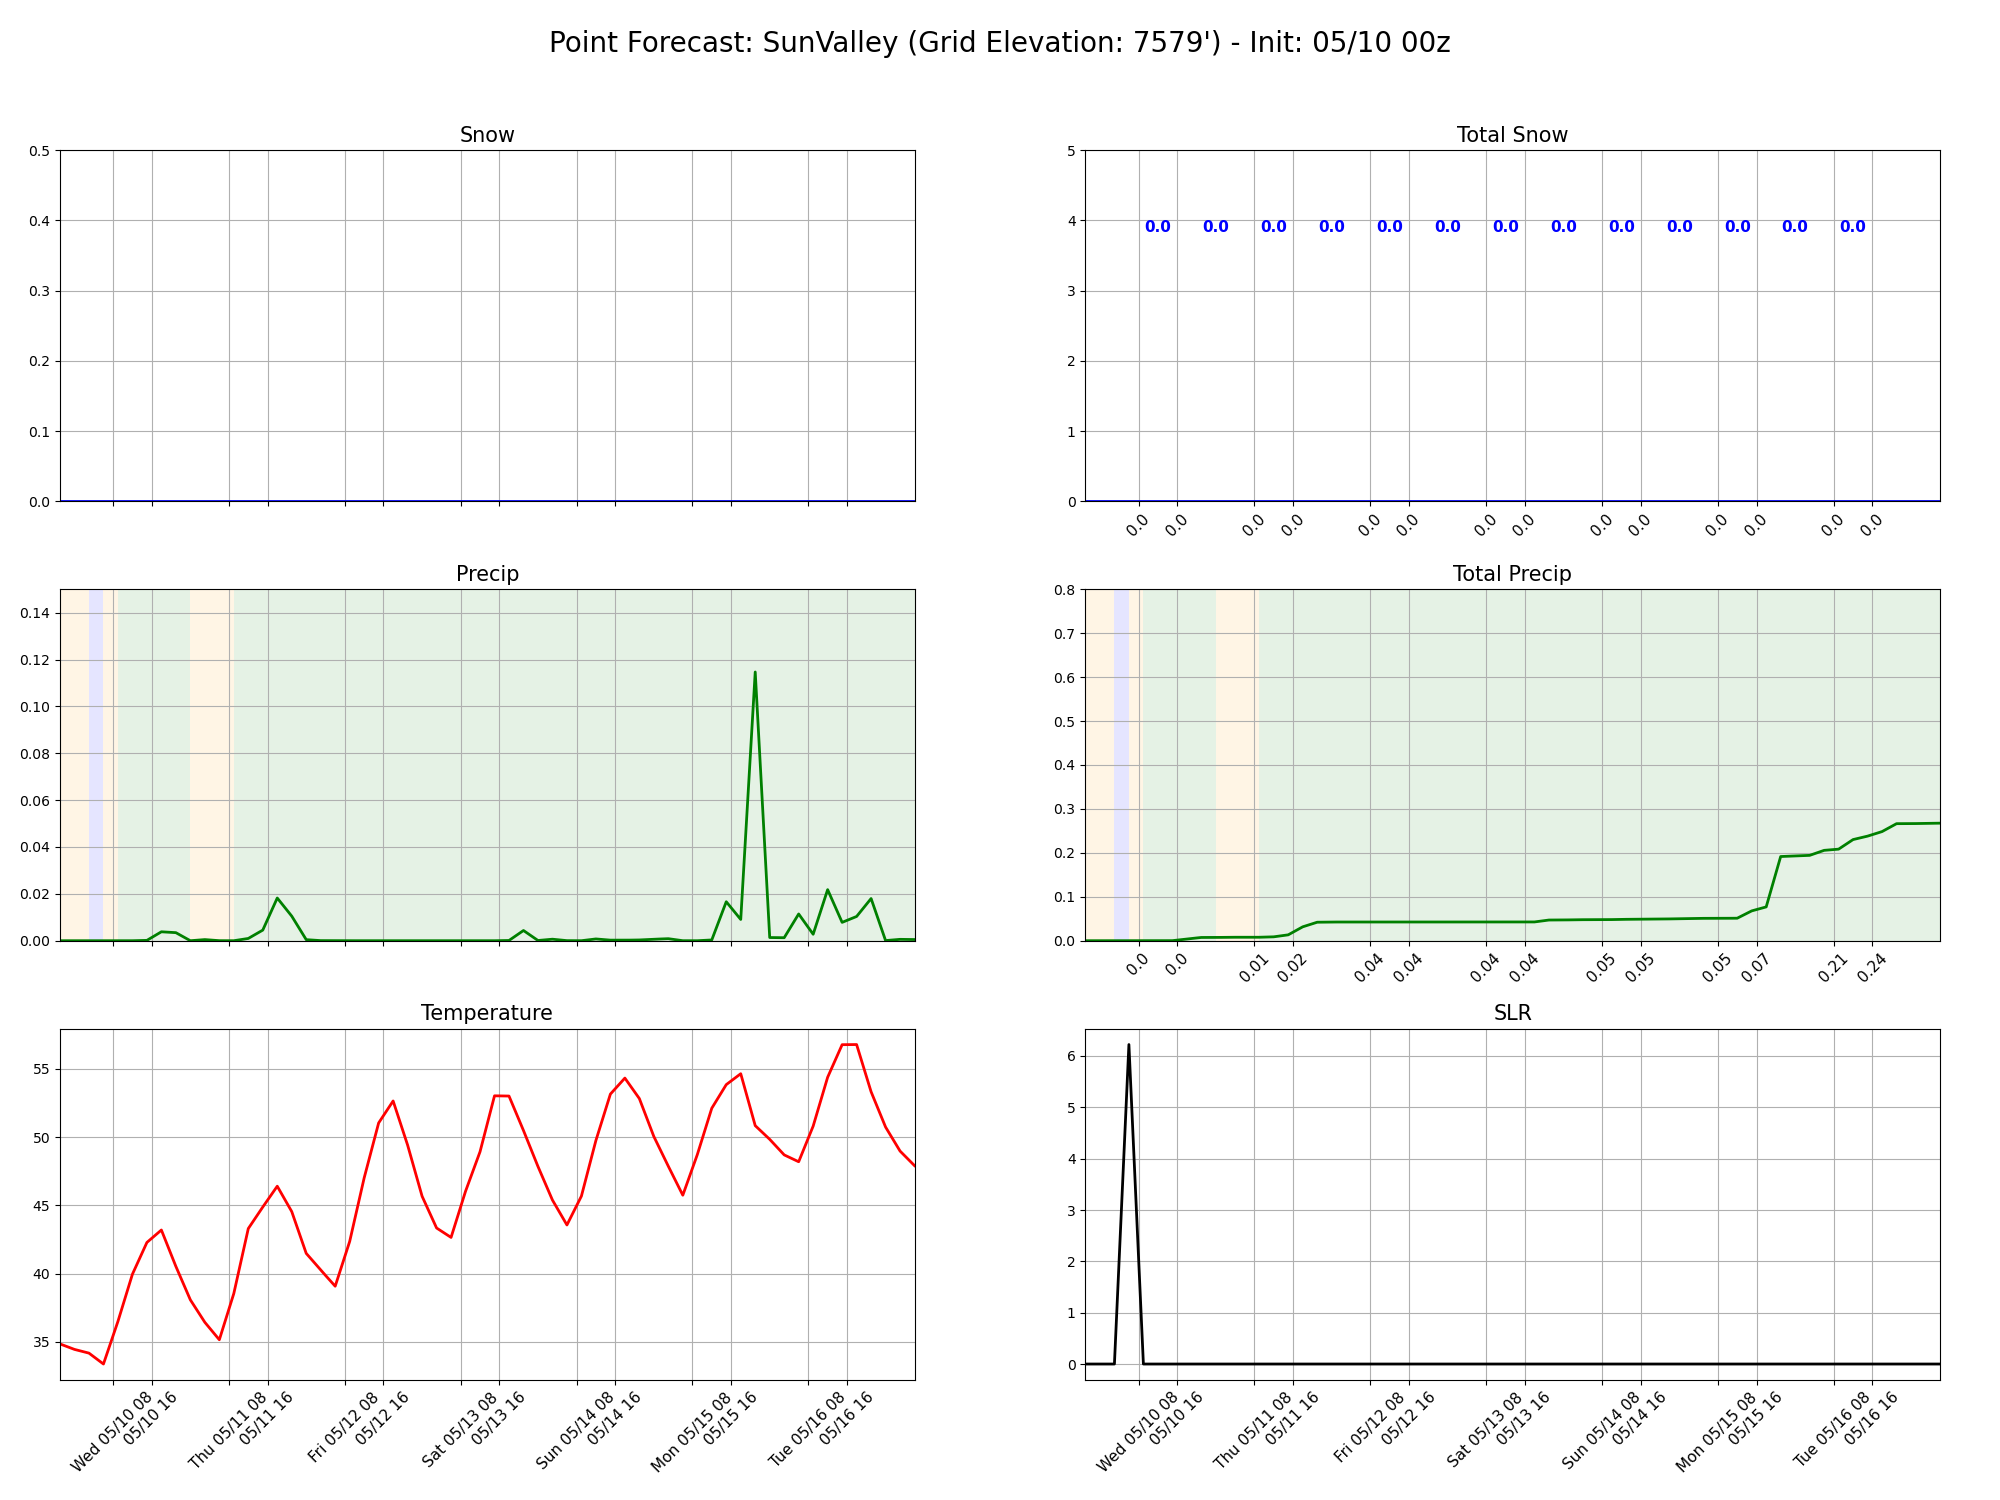 Point Forecast: SunValley (Grid Elevation: 7579') - Init: 05/10 00z
Snow
0.5
0.4
0.3
0.2
0.1
0.0
Total Snow
5
4
3
2
1
0
0.0 0.0 0.0 0.0 0.0 0.0 0.0 0.0 0.0 0.0 0.0 0.0 0.0
0.0 0.0 0.0 0.0 0.0 0.0 0.0 0.0 0.0 0.0 0.0 0.0 0.0 0.0
Precip
0.14
0.12
0.10
0.08
0.06
0.04
0.02
0.00
Total Precip
0.8
0.7
0.6
0.5
0.4
0.3
0.2
0.1
0.0
0.0 0.0 0.01 0.02 0.04 0.04 0.04 0.04 0.05 0.05 0.05 0.07 0.21 0.24
Temperature
55
50
45
40
35
Wed 05/10 08
05/10 16
Thu 05/11 08
05/11 16
Fri 05/12 08
05/12 16
Sat 05/13 08
05/13 16
Sun 05/14 08
05/14 16
Mon 05/15 08
05/15 16
Tue 05/16 08
05/16 16
SLR
6
5
4
3
2
1
0
Wed 05/10 08
05/10 16
Thu 05/11 08
05/11 16
Fri 05/12 08
05/12 16
Sat 05/13 08
05/13 16
Sun 05/14 08
05/14 16
Mon 05/15 08
05/15 16
Tue 05/16 08
05/16 16